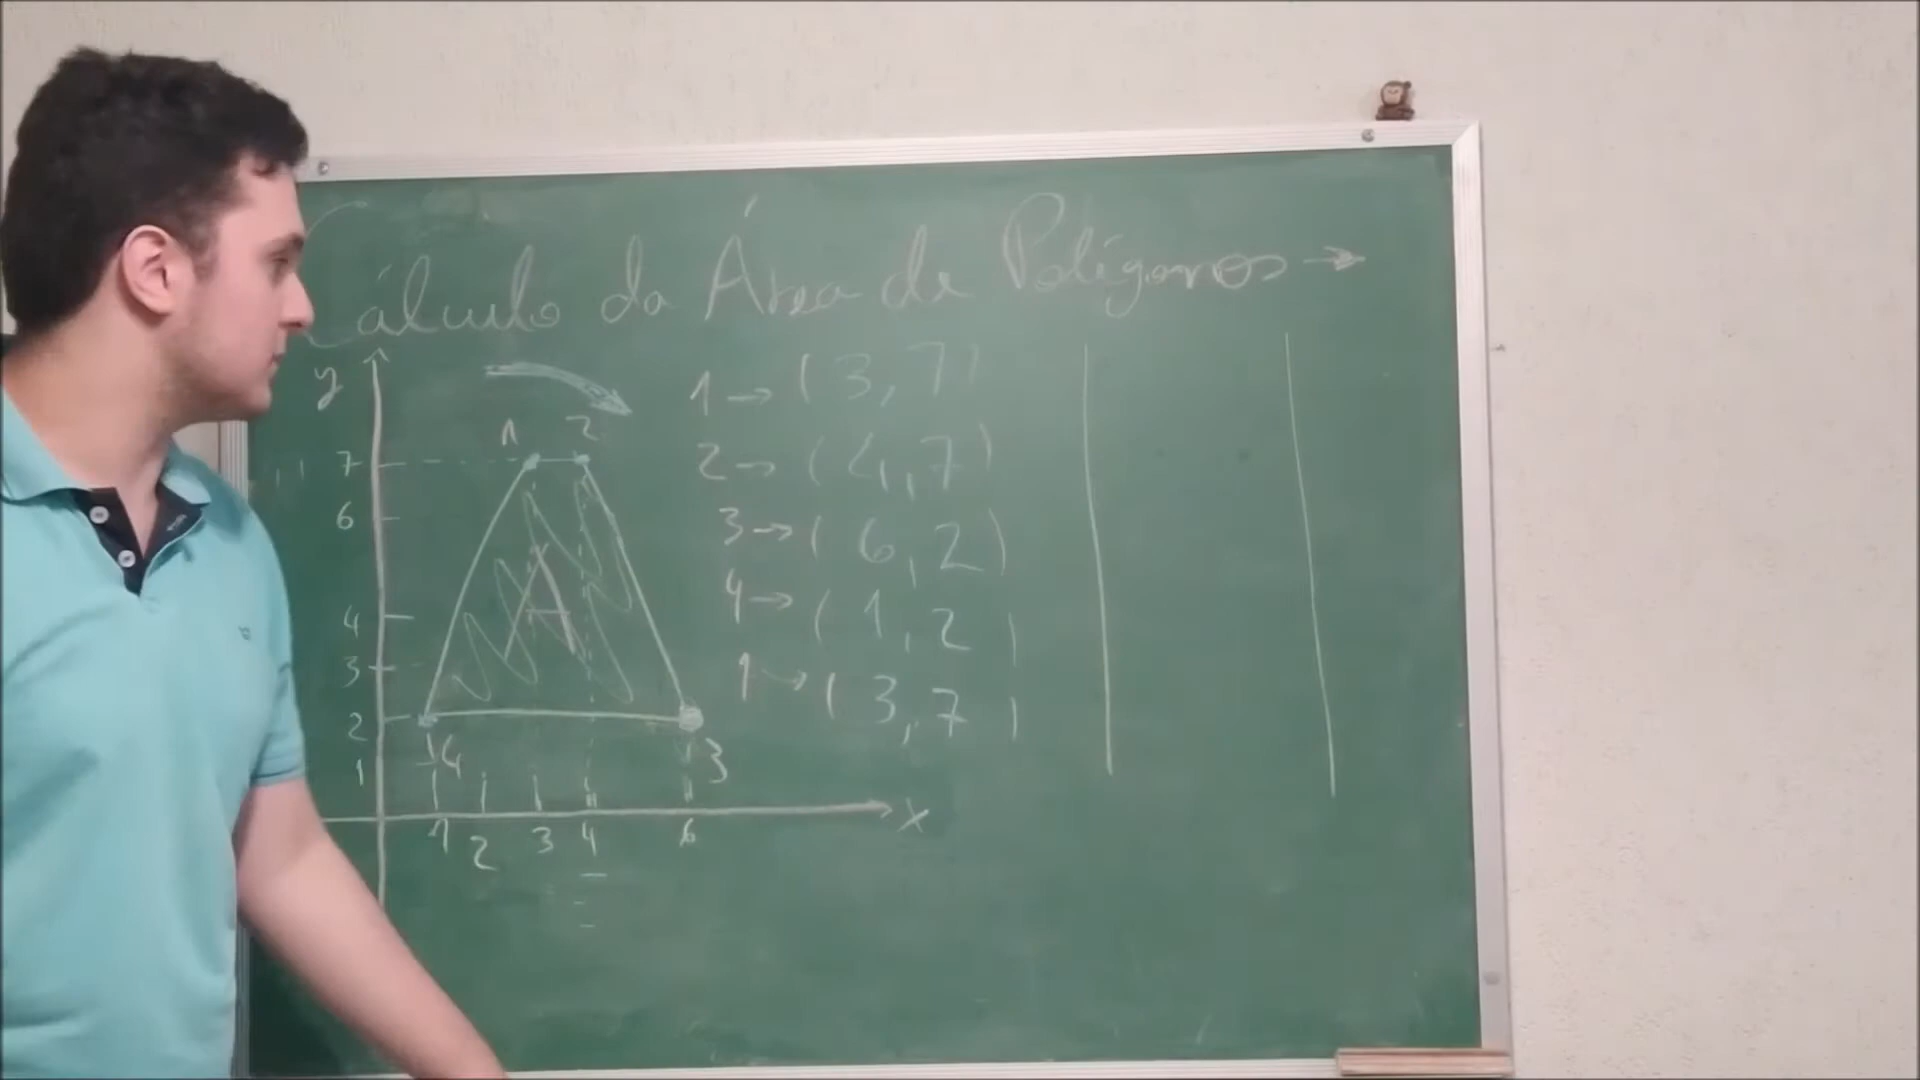 Cálculo da Área de Polígonos →
y
1 → (3,7)
1 2
2 → (4,7)
7
6
3 → (6,2)
A
4
4 → (1,2)
3
1 → (3,7)
2
4 3
1
x
1 2 3 4 6